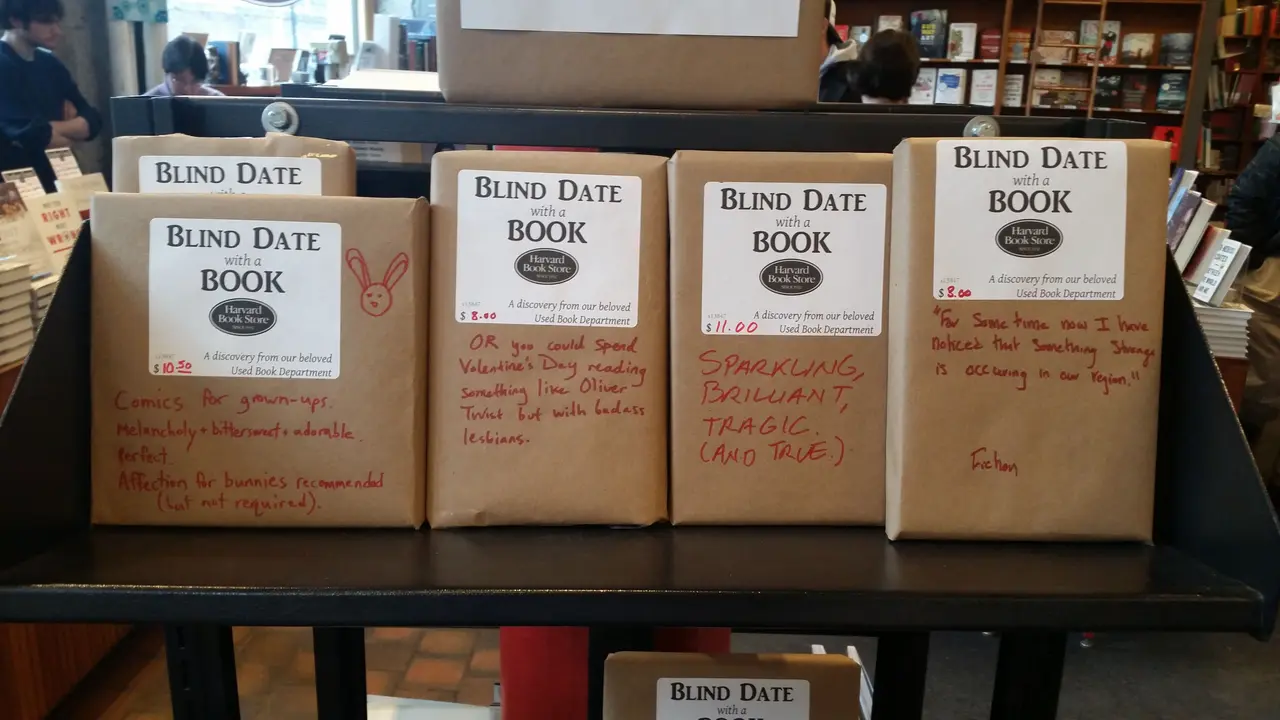 BLIND DATE
BLIND DATE
with a
BOOK
Harvard
Book Store
A discovery from our beloved
Used Book Department
$ 10.50
Comics for grown-ups.
Melancholy + bittersweet + adorable.
Perfect.
Affection for bunnies recommended
(but not required).
BLIND DATE
with a
BOOK
Harvard
Book Store
A discovery from our beloved
Used Book Department
$ 8.00
OR you could spend
Valentine's Day reading
something like Oliver
Twist but with badass
lesbians.
BLIND DATE
with a
BOOK
Harvard
Book Store
A discovery from our beloved
Used Book Department
$ 11.00
SPARKLING,
BRILLIANT,
TRAGIC.
(AND TRUE.)
BLIND DATE
with a
BOOK
Harvard
Book Store
A discovery from our beloved
Used Book Department
$ 8.00
"For some time now I have
noticed that something strange
is occuring in our region."
Fiction
BLIND DATE
with a
BOOK
RIGHT